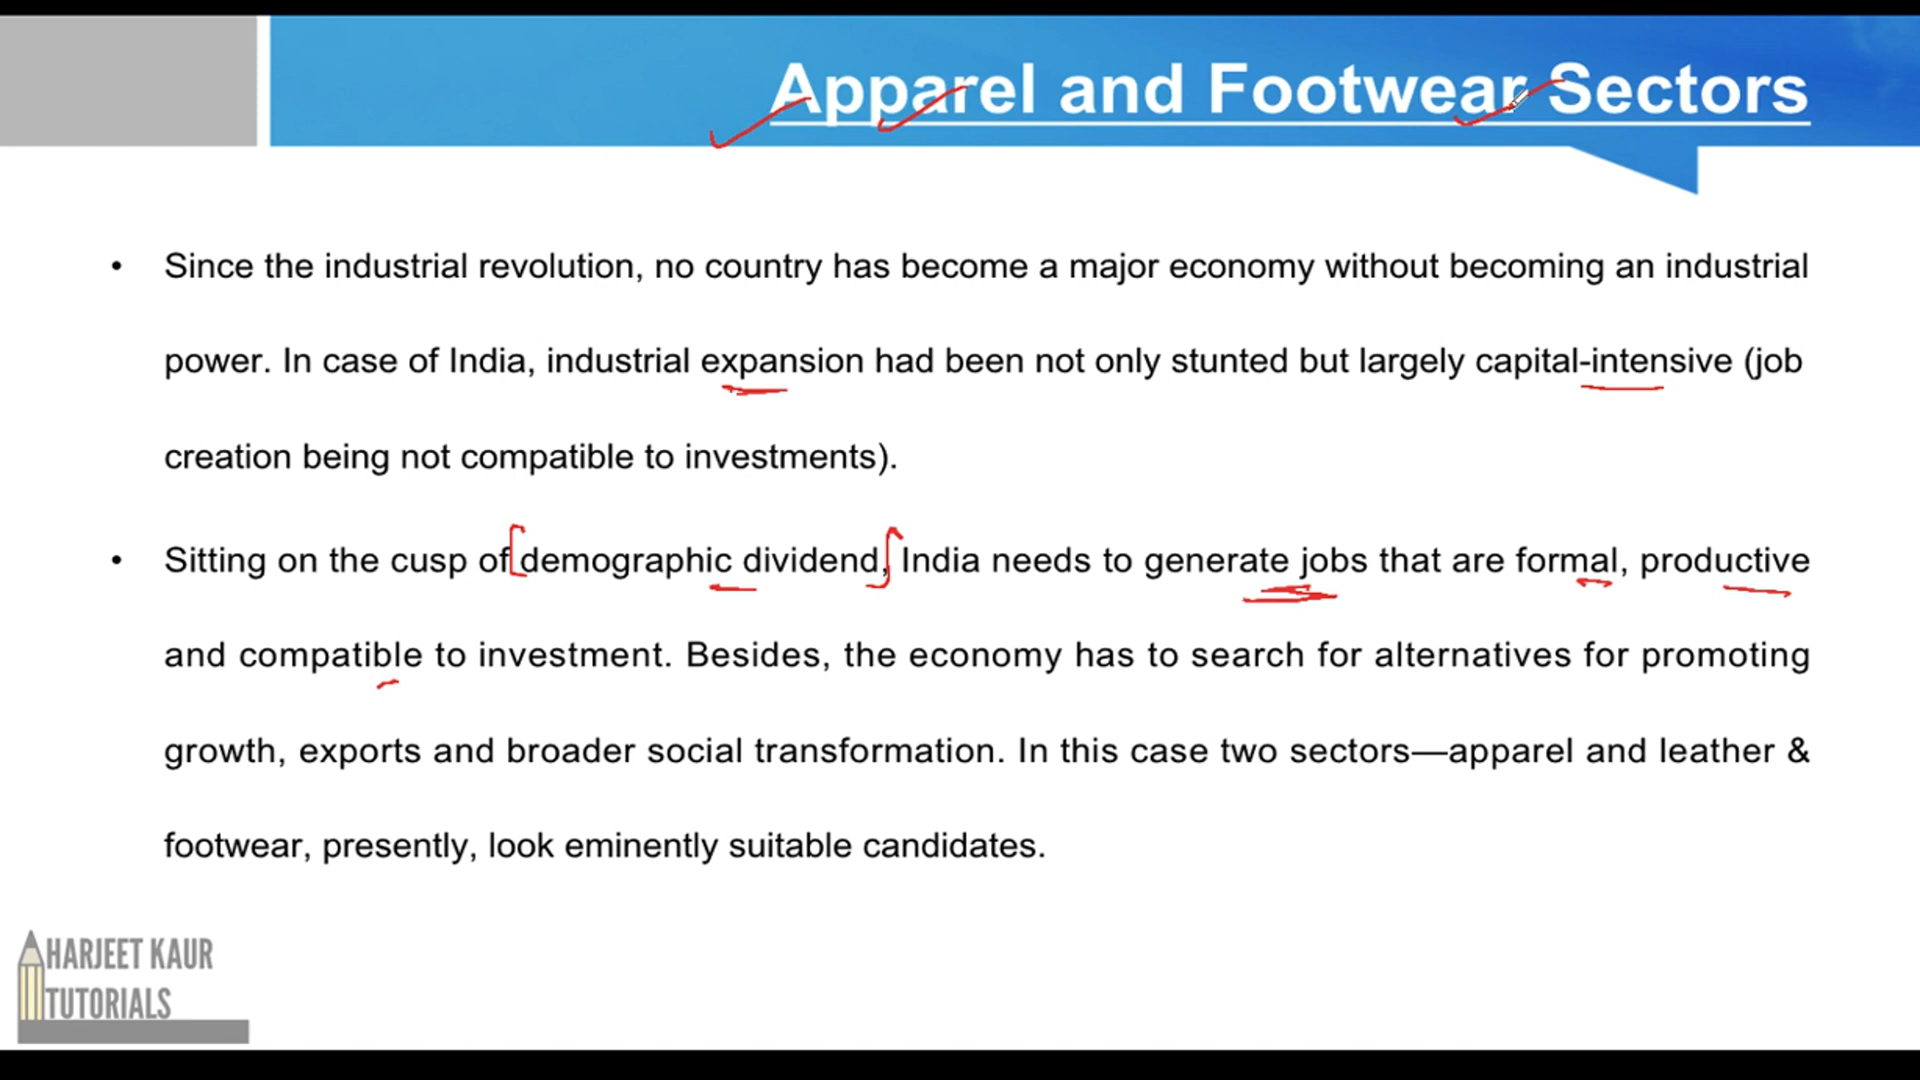 Apparel and Footwear Sectors
• Since the industrial revolution, no country has become a major economy without becoming an industrial
power. In case of India, industrial expansion had been not only stunted but largely capital-intensive (job
creation being not compatible to investments).
• Sitting on the cusp of demographic dividend, India needs to generate jobs that are formal, productive
and compatible to investment. Besides, the economy has to search for alternatives for promoting
growth, exports and broader social transformation. In this case two sectors—apparel and leather &
footwear, presently, look eminently suitable candidates.
HARJEET KAUR
TUTORIALS